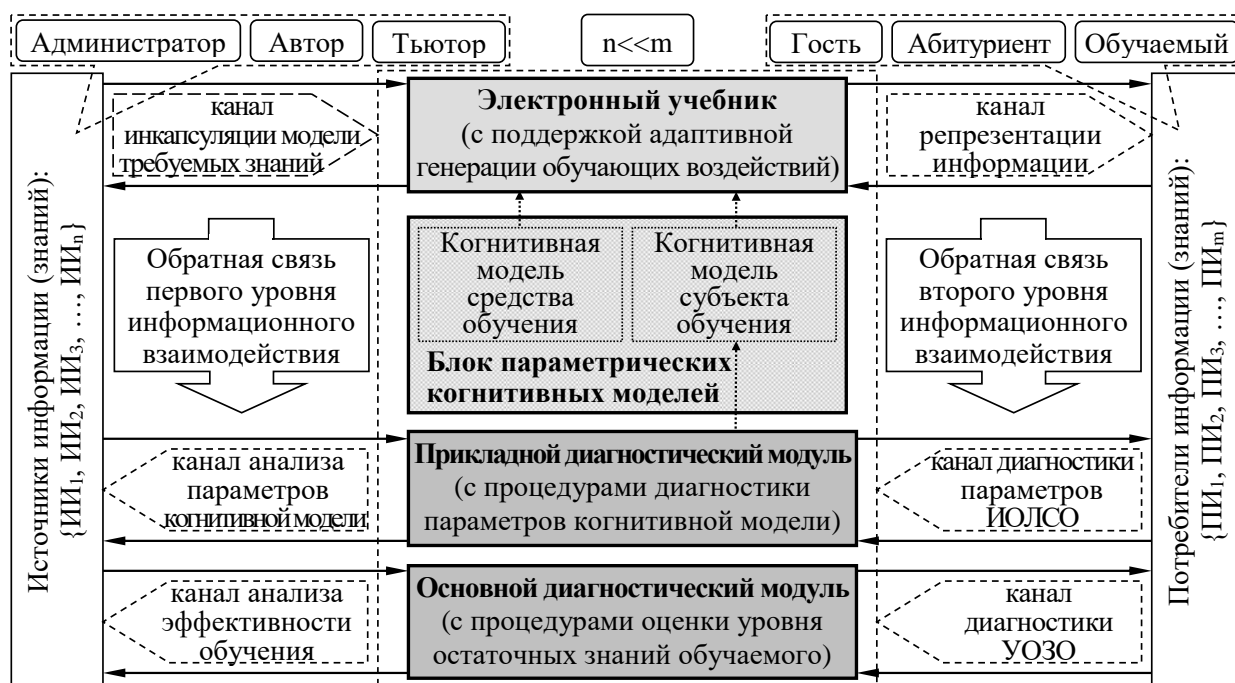 Администратор
Автор
Тьютор
n<<m
Гость
Абитуриент
Обучаемый
Источники информации (знаний):
{ИИ₁, ИИ₂, ИИ₃, …, ИИₙ}
канал
инкапсуляции модели
требуемых знаний
Электронный учебник
(с поддержкой адаптивной
генерации обучающих воздействий)
канал
репрезентации
информации
Обратная связь
первого уровня
информационного
взаимодействия
Когнитивная
модель
средства
обучения
Когнитивная
модель
субъекта
обучения
Блок параметрических
когнитивных моделей
Обратная связь
второго уровня
информационного
взаимодействия
канал анализа
параметров
когнитивной модели
Прикладной диагностический модуль
(с процедурами диагностики
параметров когнитивной модели)
канал диагностики
параметров
ИОЛСО
канал анализа
эффективности
обучения
Основной диагностический модуль
(с процедурами оценки уровня
остаточных знаний обучаемого)
канал
диагностики
УОЗО
Потребители информации (знаний):
{ПИ₁, ПИ₂, ПИ₃, …, ПИₘ}